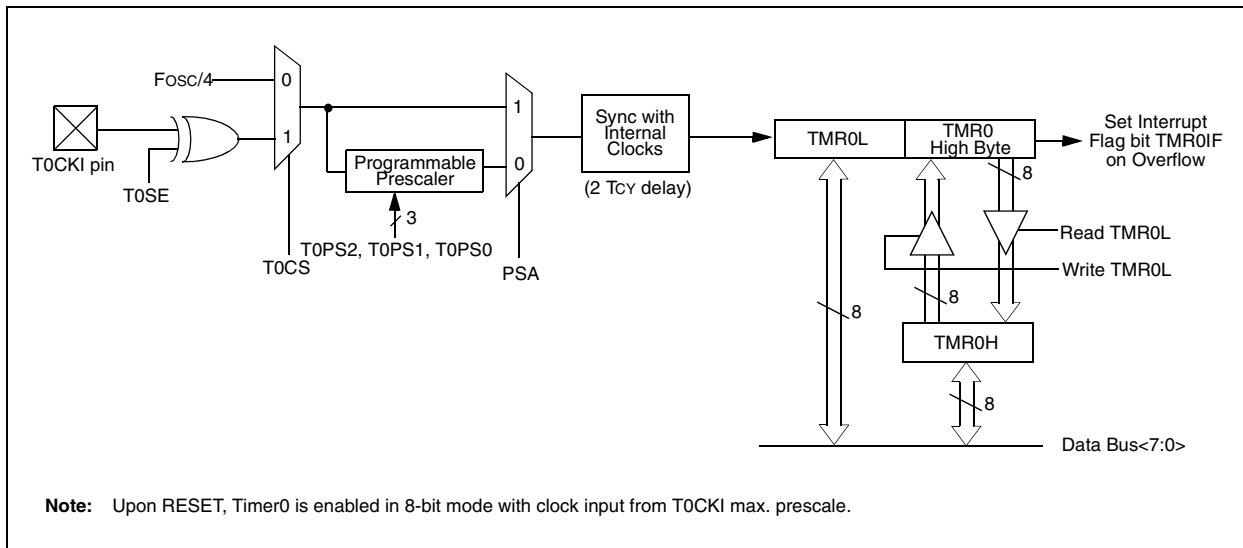 FOSC/4
0
1
T0CKI pin
T0SE
T0CS
Programmable
Prescaler
3
T0PS2, T0PS1, T0PS0
1
0
PSA
Sync with
Internal
Clocks
(2 TCY delay)
TMR0L
TMR0
High Byte
Set Interrupt
Flag bit TMR0IF
on Overflow
8
Read TMR0L
Write TMR0L
8
8
TMR0H
8
Data Bus<7:0>
Note: Upon RESET, Timer0 is enabled in 8-bit mode with clock input from T0CKI max. prescale.